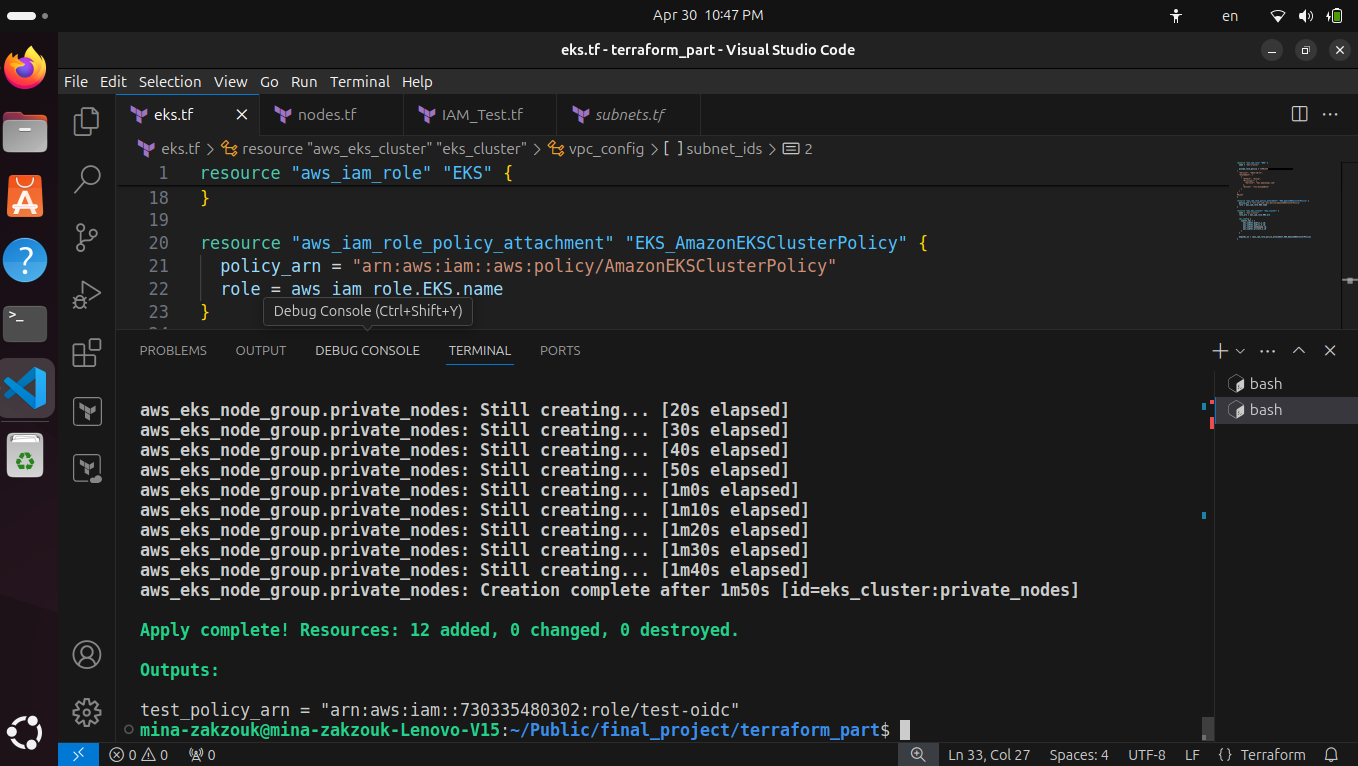 Apr 30 10:47 PM
en
eks.tf - terraform_part - Visual Studio Code
File Edit Selection View Go Run Terminal Help
eks.tf
nodes.tf
IAM_Test.tf
subnets.tf
eks.tf > resource "aws_eks_cluster" "eks_cluster" > vpc_config > [ ] subnet_ids > 2
1 resource "aws_iam_role" "EKS" {
18 }
19
20 resource "aws_iam_role_policy_attachment" "EKS_AmazonEKSClusterPolicy" {
21 policy_arn = "arn:aws:iam::aws:policy/AmazonEKSClusterPolicy"
22 role = aws_iam_role.EKS.name
23 }
Debug Console (Ctrl+Shift+Y)
PROBLEMS OUTPUT DEBUG CONSOLE TERMINAL PORTS
bash
bash
aws_eks_node_group.private_nodes: Still creating... [20s elapsed]
aws_eks_node_group.private_nodes: Still creating... [30s elapsed]
aws_eks_node_group.private_nodes: Still creating... [40s elapsed]
aws_eks_node_group.private_nodes: Still creating... [50s elapsed]
aws_eks_node_group.private_nodes: Still creating... [1m0s elapsed]
aws_eks_node_group.private_nodes: Still creating... [1m10s elapsed]
aws_eks_node_group.private_nodes: Still creating... [1m20s elapsed]
aws_eks_node_group.private_nodes: Still creating... [1m30s elapsed]
aws_eks_node_group.private_nodes: Still creating... [1m40s elapsed]
aws_eks_node_group.private_nodes: Creation complete after 1m50s [id=eks_cluster:private_nodes]
Apply complete! Resources: 12 added, 0 changed, 0 destroyed.
Outputs:
test_policy_arn = "arn:aws:iam::730335480302:role/test-oidc"
mina-zakzouk@mina-zakzouk-Lenovo-V15:~/Public/final_project/terraform_part$
0 0 0 Ln 33, Col 27 Spaces: 4 UTF-8 LF {} Terraform